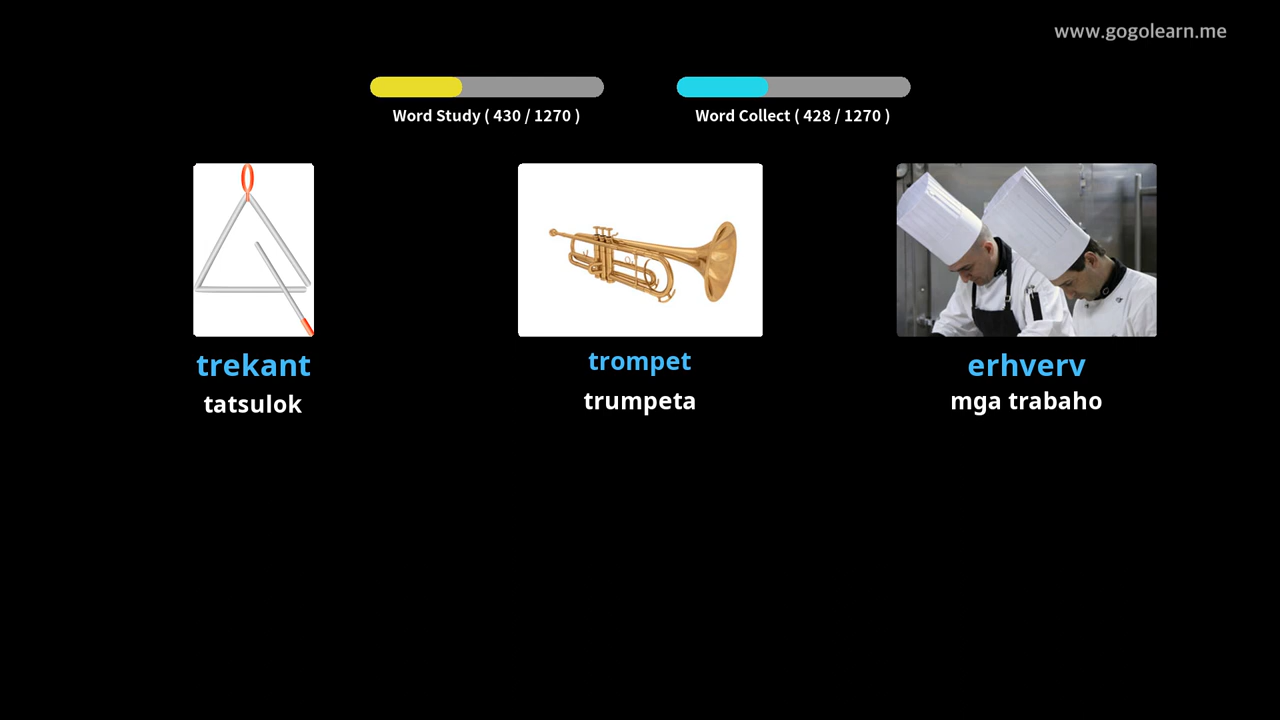 www.gogolearn.me
Word Study ( 430 / 1270 )
Word Collect ( 428 / 1270 )
trekant
tatsulok
trompet
trumpeta
erhverv
mga trabaho